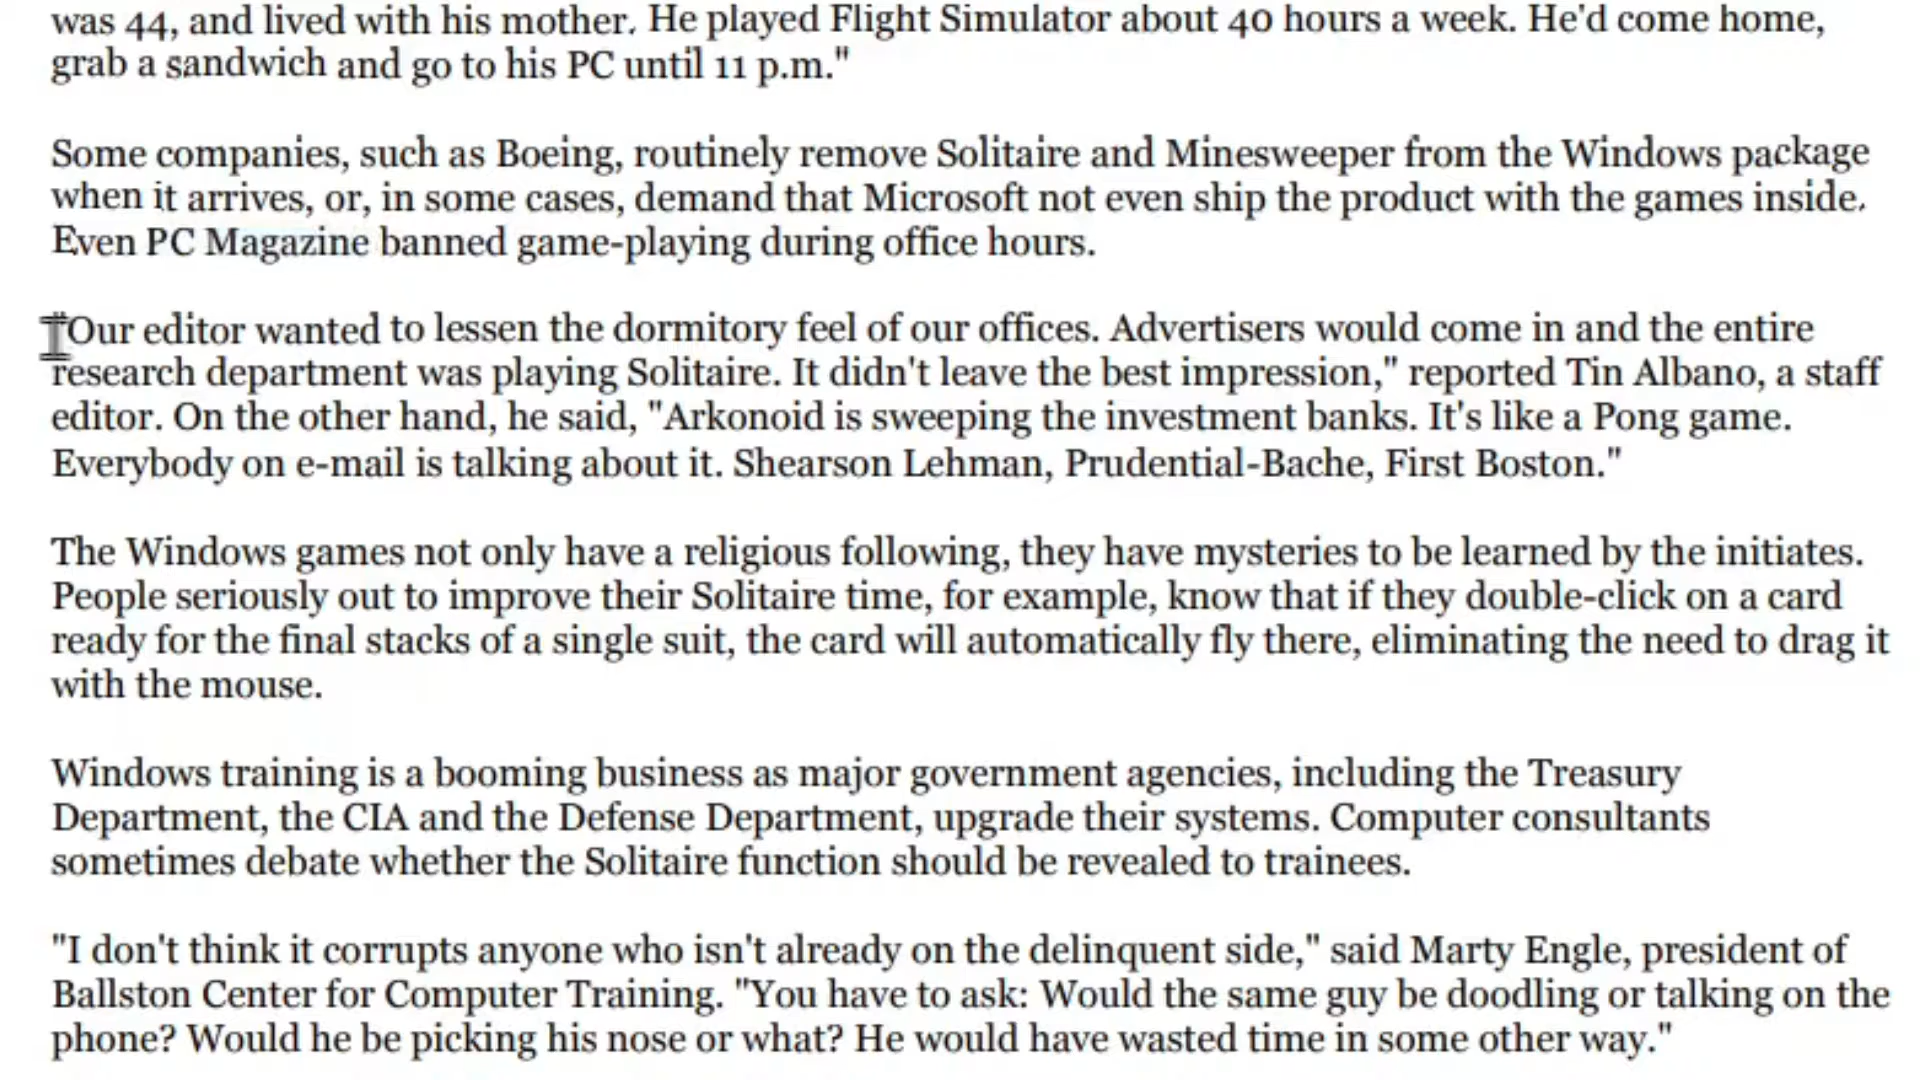 was 44, and lived with his mother. He played Flight Simulator about 40 hours a week. He'd come home,
grab a sandwich and go to his PC until 11 p.m."
Some companies, such as Boeing, routinely remove Solitaire and Minesweeper from the Windows package
when it arrives, or, in some cases, demand that Microsoft not even ship the product with the games inside.
Even PC Magazine banned game-playing during office hours.
"Our editor wanted to lessen the dormitory feel of our offices. Advertisers would come in and the entire
research department was playing Solitaire. It didn't leave the best impression," reported Tin Albano, a staff
editor. On the other hand, he said, "Arkonoid is sweeping the investment banks. It's like a Pong game.
Everybody on e-mail is talking about it. Shearson Lehman, Prudential-Bache, First Boston."
The Windows games not only have a religious following, they have mysteries to be learned by the initiates.
People seriously out to improve their Solitaire time, for example, know that if they double-click on a card
ready for the final stacks of a single suit, the card will automatically fly there, eliminating the need to drag it
with the mouse.
Windows training is a booming business as major government agencies, including the Treasury
Department, the CIA and the Defense Department, upgrade their systems. Computer consultants
sometimes debate whether the Solitaire function should be revealed to trainees.
"I don't think it corrupts anyone who isn't already on the delinquent side," said Marty Engle, president of
Ballston Center for Computer Training. "You have to ask: Would the same guy be doodling or talking on the
phone? Would he be picking his nose or what? He would have wasted time in some other way."